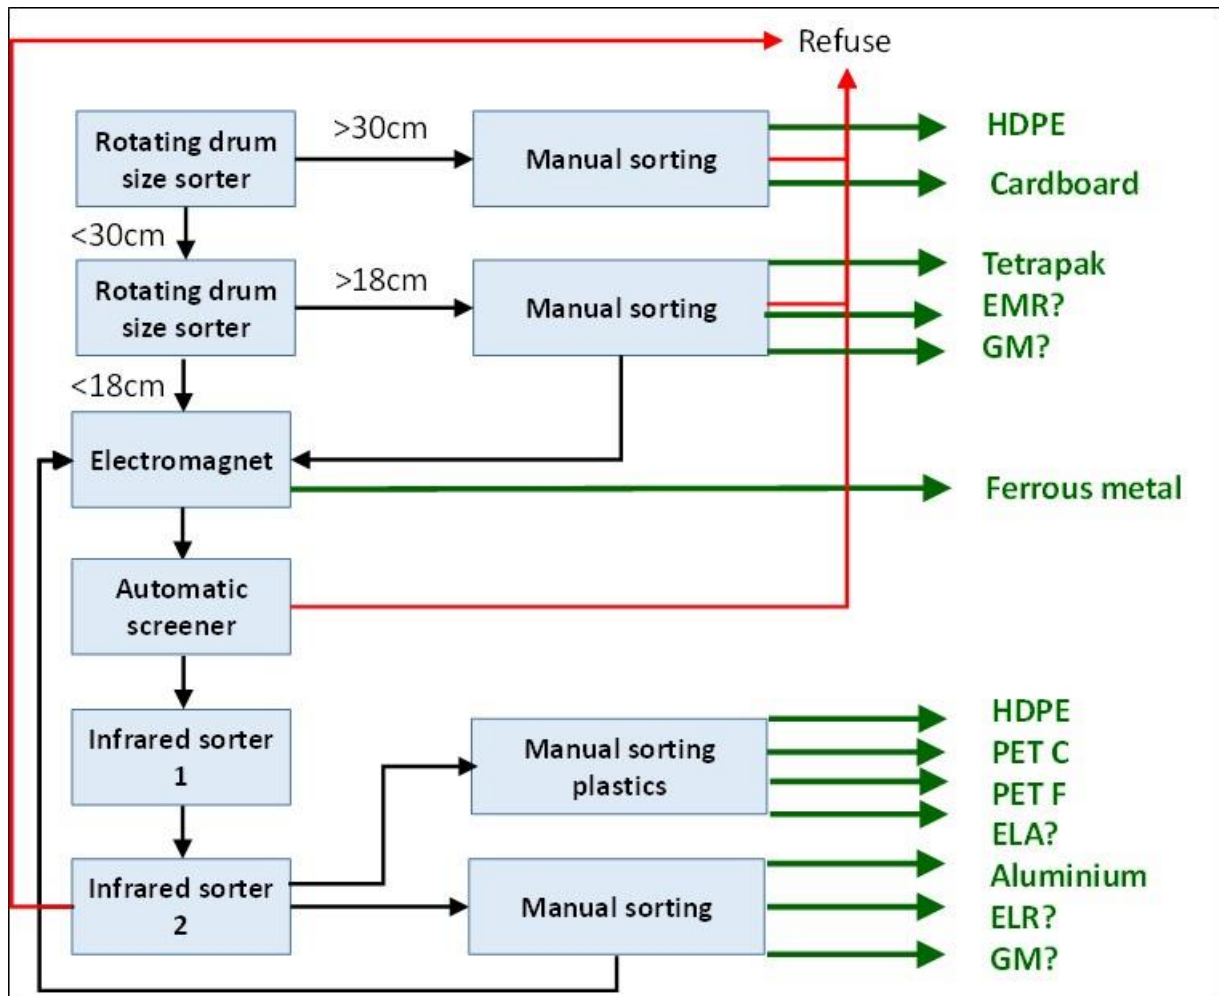 Refuse
Rotating drum
size sorter
>30cm
Manual sorting
HDPE
Cardboard
<30cm
Rotating drum
size sorter
>18cm
Manual sorting
Tetrapak
EMR?
GM?
<18cm
Electromagnet
Ferrous metal
Automatic
screener
Infrared sorter
1
Manual sorting
plastics
HDPE
PET C
PET F
ELA?
Infrared sorter
2
Manual sorting
Aluminium
ELR?
GM?